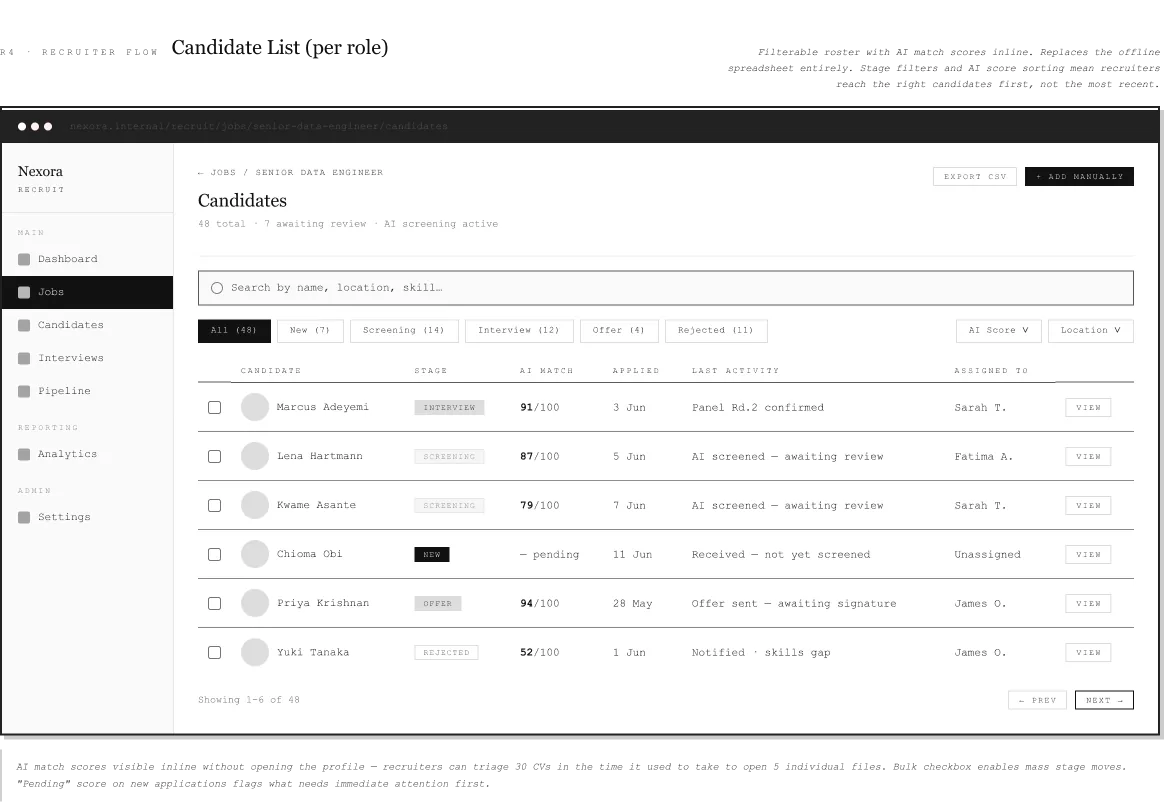 R4 · RECRUITER FLOW Candidate List (per role)
Filterable roster with AI match scores inline. Replaces the offline
spreadsheet entirely. Stage filters and AI score sorting mean recruiters
reach the right candidates first, not the most recent.
nexora.internal/recruit/jobs/senior-data-engineer/candidates
Nexora
RECRUIT
MAIN
Dashboard
Jobs
Candidates
Interviews
Pipeline
REPORTING
Analytics
ADMIN
Settings
← JOBS / SENIOR DATA ENGINEER
EXPORT CSV + ADD MANUALLY
Candidates
48 total · 7 awaiting review · AI screening active
Search by name, location, skill…
All (48) New (7) Screening (14) Interview (12) Offer (4) Rejected (11) AI Score ∨ Location ∨
CANDIDATE STAGE AI MATCH APPLIED LAST ACTIVITY ASSIGNED TO
Marcus Adeyemi INTERVIEW 91/100 3 Jun Panel Rd.2 confirmed Sarah T. VIEW
Lena Hartmann SCREENING 87/100 5 Jun AI screened — awaiting review Fatima A. VIEW
Kwame Asante SCREENING 79/100 7 Jun AI screened — awaiting review Sarah T. VIEW
Chioma Obi NEW — pending 11 Jun Received — not yet screened Unassigned VIEW
Priya Krishnan OFFER 94/100 28 May Offer sent — awaiting signature James O. VIEW
Yuki Tanaka REJECTED 52/100 1 Jun Notified · skills gap James O. VIEW
Showing 1–6 of 48 ← PREV NEXT →
AI match scores visible inline without opening the profile — recruiters can triage 30 CVs in the time it used to take to open 5 individual files. Bulk checkbox enables mass stage moves.
"Pending" score on new applications flags what needs immediate attention first.